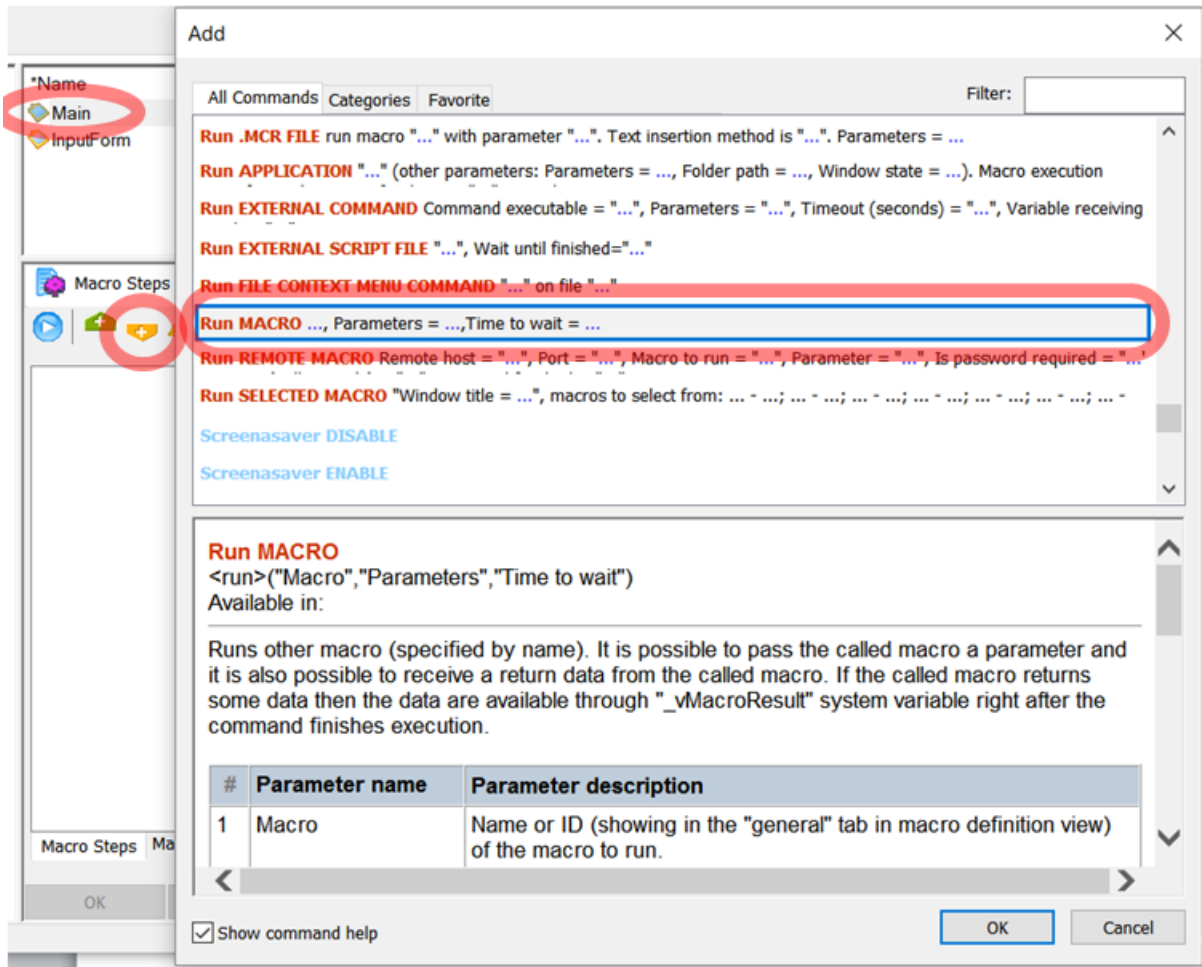 Add
*Name
Main
InputForm
Macro Steps
Macro Steps Ma
OK
All Commands Categories Favorite Filter:
Run .MCR FILE run macro "..." with parameter "...". Text insertion method is "...". Parameters = ...
Run APPLICATION "..." (other parameters: Parameters = ..., Folder path = ..., Window state = ...). Macro execution
Run EXTERNAL COMMAND Command executable = "...", Parameters = "...", Timeout (seconds) = "...", Variable receiving
Run EXTERNAL SCRIPT FILE "...", Wait until finished="..."
Run FILE CONTEXT MENU COMMAND "..." on file "..."
Run MACRO ..., Parameters = ...,Time to wait = ...
Run REMOTE MACRO Remote host = "...", Port = "...", Macro to run = "...", Parameter = "...", Is password required = "..."
Run SELECTED MACRO "Window title = ...", macros to select from: ... - ...; ... - ...; ... - ...; ... - ...; ... - ...; ... - ...; ... - ...; ... -
Screenasaver DISABLE
Screenasaver ENABLE
Run MACRO
<run>("Macro","Parameters","Time to wait")
Available in:
Runs other macro (specified by name). It is possible to pass the called macro a parameter and
it is also possible to receive a return data from the called macro. If the called macro returns
some data then the data are available through "_vMacroResult" system variable right after the
command finishes execution.
# Parameter name Parameter description
1 Macro Name or ID (showing in the "general" tab in macro definition view)
of the macro to run.
Show command help
OK Cancel